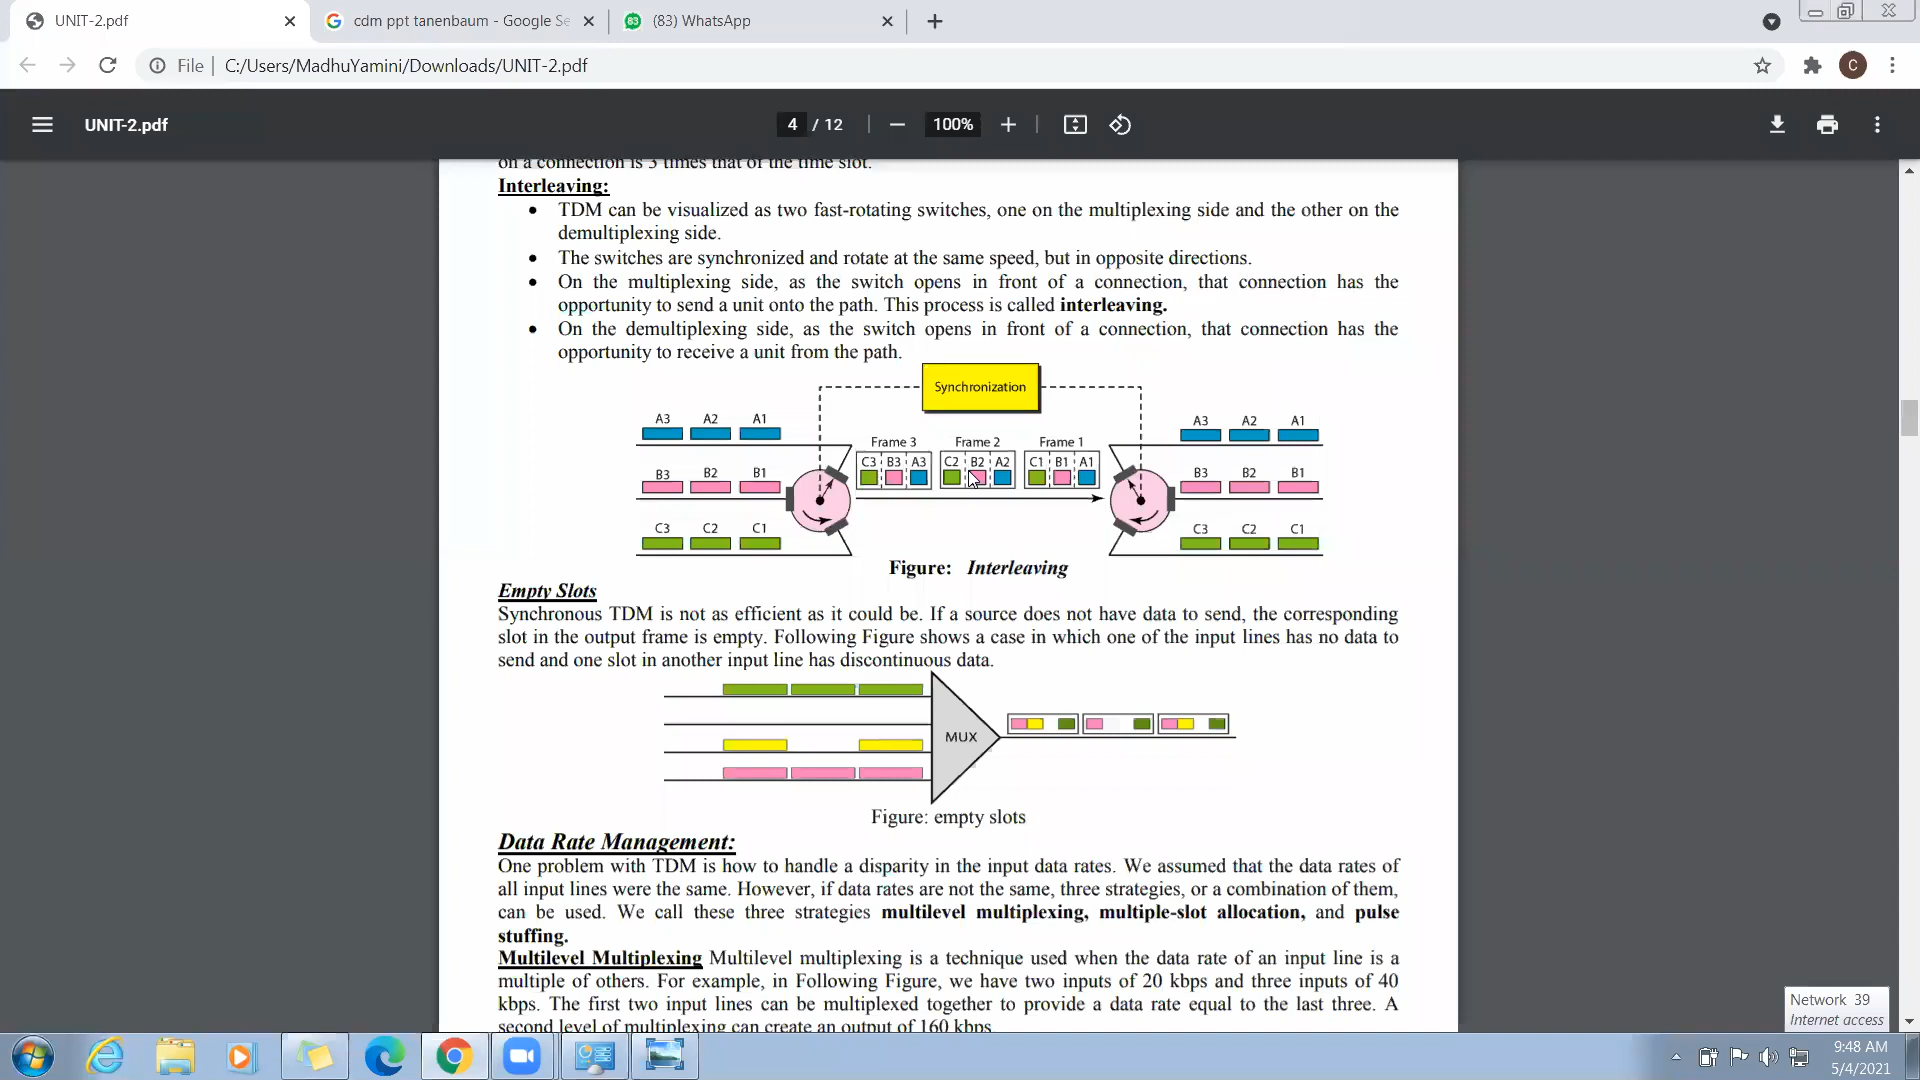 UNIT-2.pdf
cdm ppt tanenbaum - Google Se
(83) WhatsApp
File | C:/Users/MadhuYamini/Downloads/UNIT-2.pdf
C
UNIT-2.pdf
4 / 12
100%
on a connection is 3 times that of the time slot.
Interleaving:
• TDM can be visualized as two fast-rotating switches, one on the multiplexing side and the other on the
demultiplexing side.
• The switches are synchronized and rotate at the same speed, but in opposite directions.
• On the multiplexing side, as the switch opens in front of a connection, that connection has the
opportunity to send a unit onto the path. This process is called interleaving.
• On the demultiplexing side, as the switch opens in front of a connection, that connection has the
opportunity to receive a unit from the path.
Synchronization
A3 A2 A1
B3 B2 B1
C3 C2 C1
Frame 3 Frame 2 Frame 1
C3 B3 A3 C2 B2 A2 C1 B1 A1
A3 A2 A1
B3 B2 B1
C3 C2 C1
Figure: Interleaving
Empty Slots
Synchronous TDM is not as efficient as it could be. If a source does not have data to send, the corresponding
slot in the output frame is empty. Following Figure shows a case in which one of the input lines has no data to
send and one slot in another input line has discontinuous data.
MUX
Figure: empty slots
Data Rate Management:
One problem with TDM is how to handle a disparity in the input data rates. We assumed that the data rates of
all input lines were the same. However, if data rates are not the same, three strategies, or a combination of them,
can be used. We call these three strategies multilevel multiplexing, multiple-slot allocation, and pulse
stuffing.
Multilevel Multiplexing Multilevel multiplexing is a technique used when the data rate of an input line is a
multiple of others. For example, in Following Figure, we have two inputs of 20 kbps and three inputs of 40
kbps. The first two input lines can be multiplexed together to provide a data rate equal to the last three. A
second level of multiplexing can create an output of 160 kbps
Network 39
Internet access
9:48 AM
5/4/2021